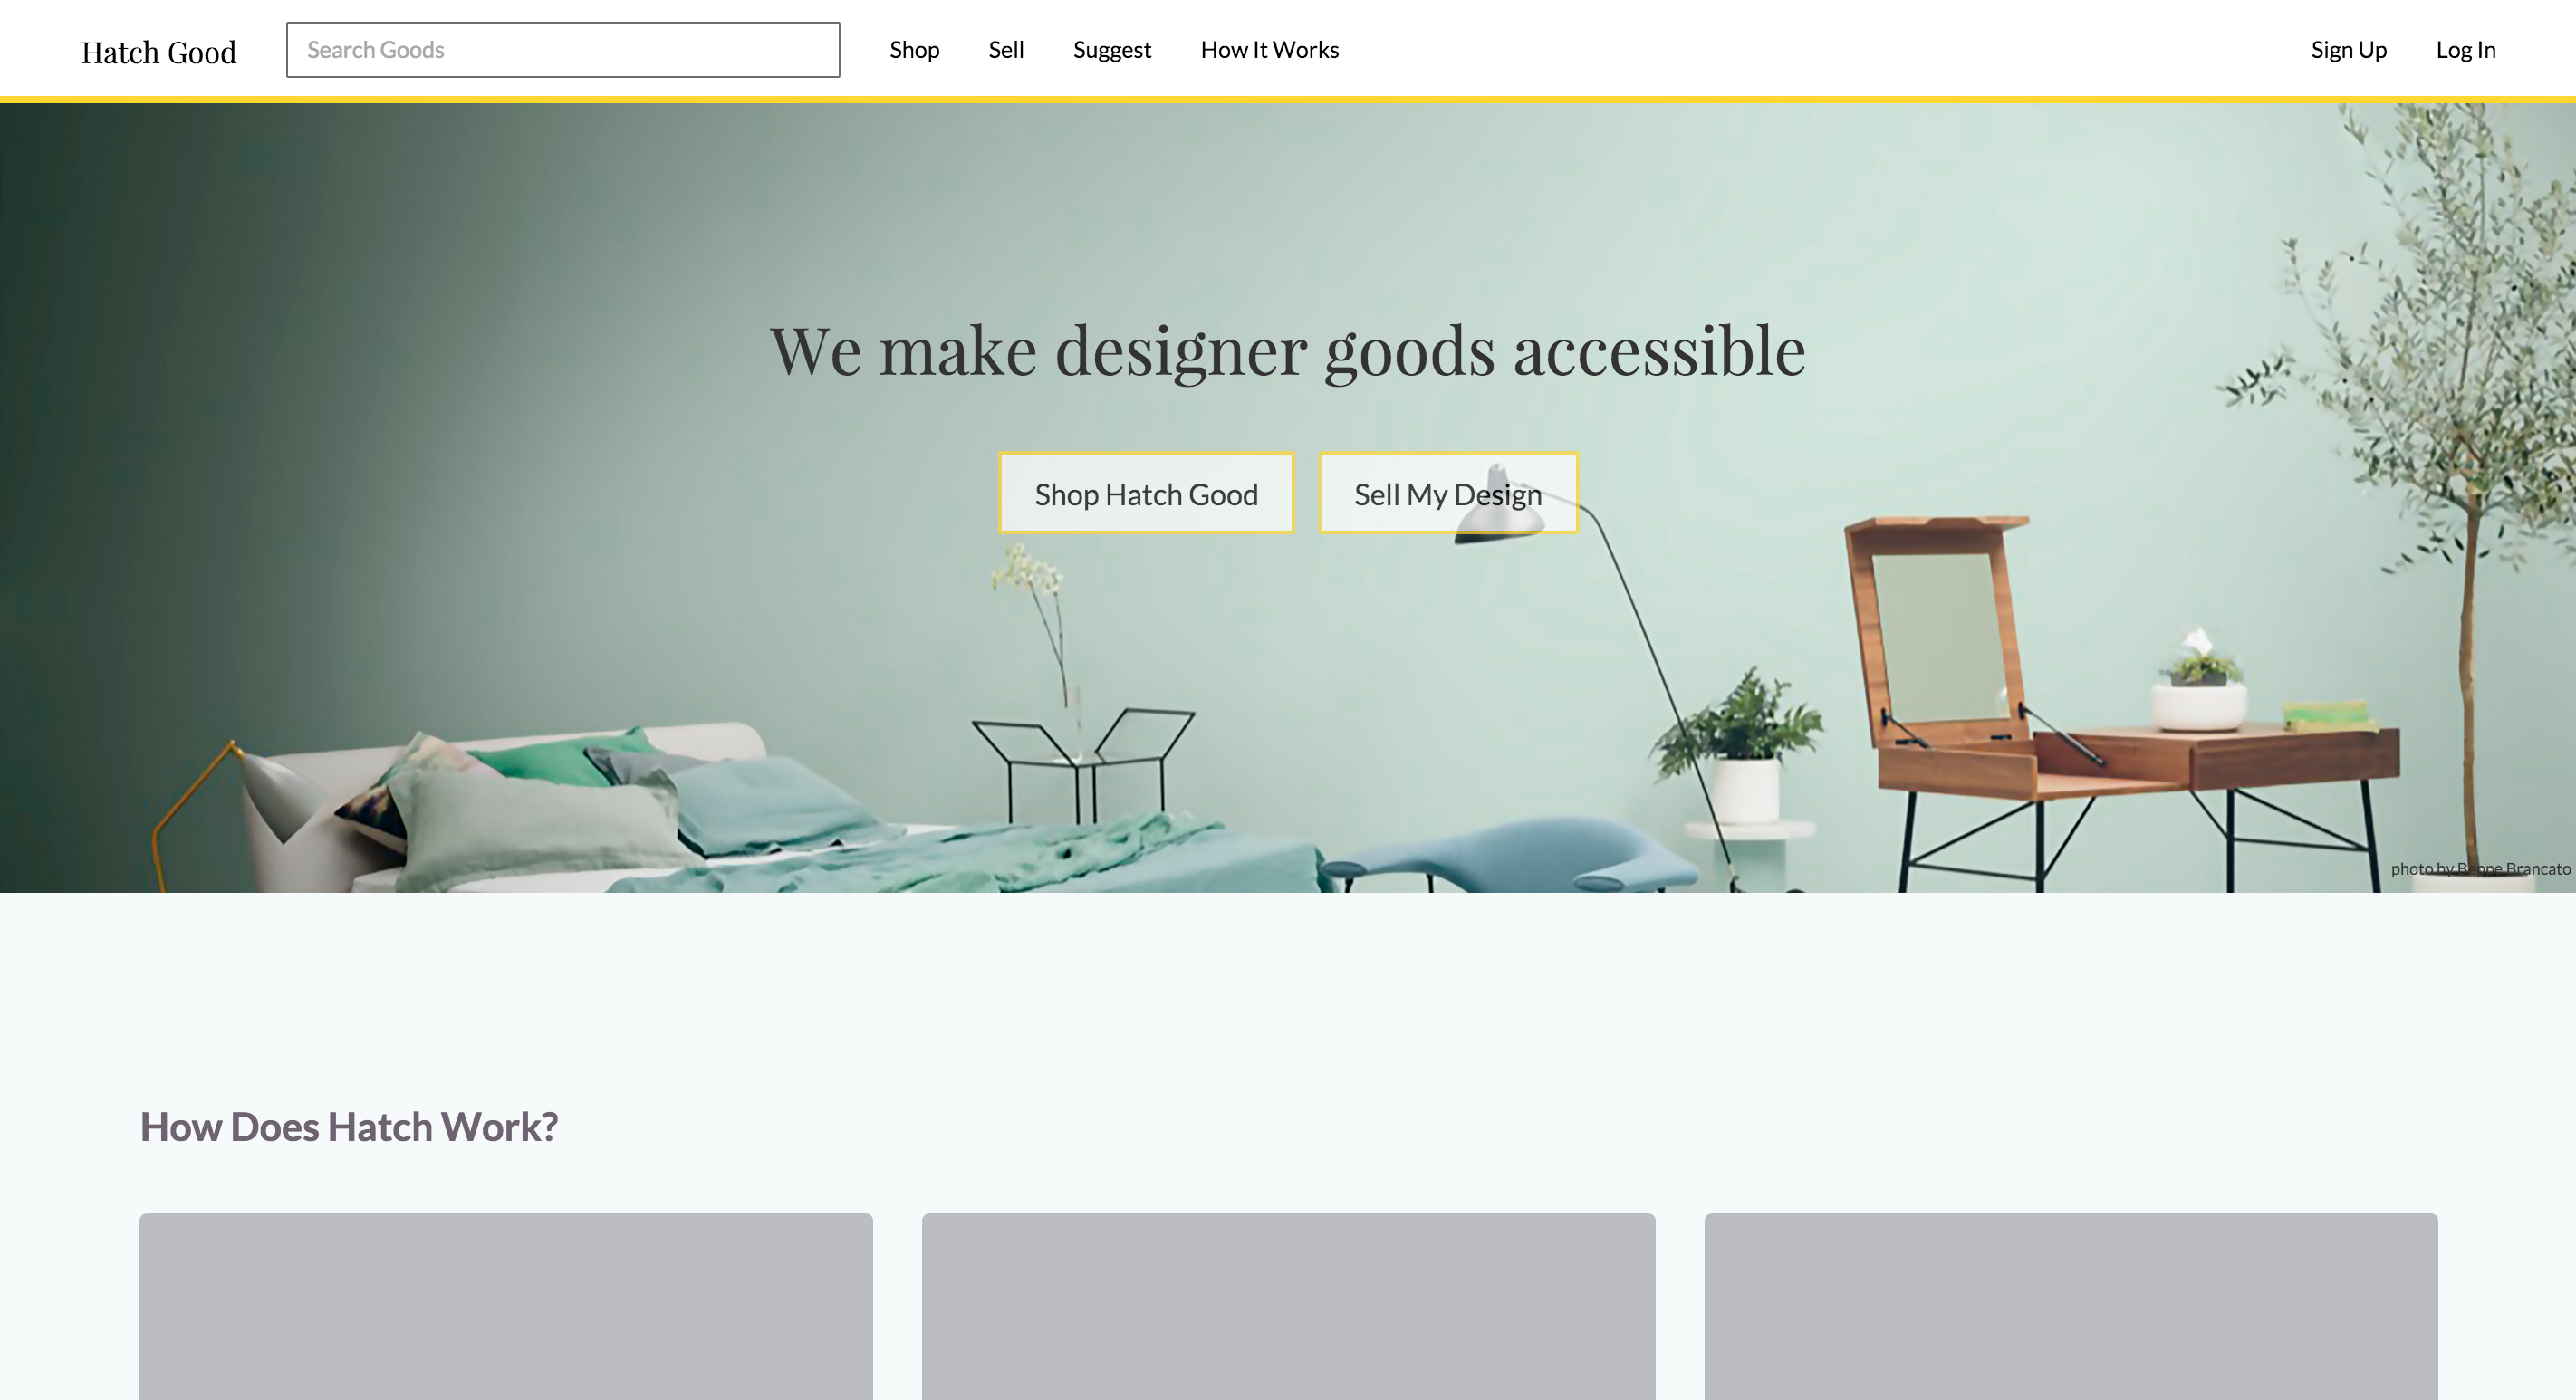 Hatch Good
Search Goods
Shop
Sell
Suggest
How It Works
Sign Up
Log In
We make designer goods accessible
Shop Hatch Good
Sell My Design
photo by Beppe Brancato
How Does Hatch Work?